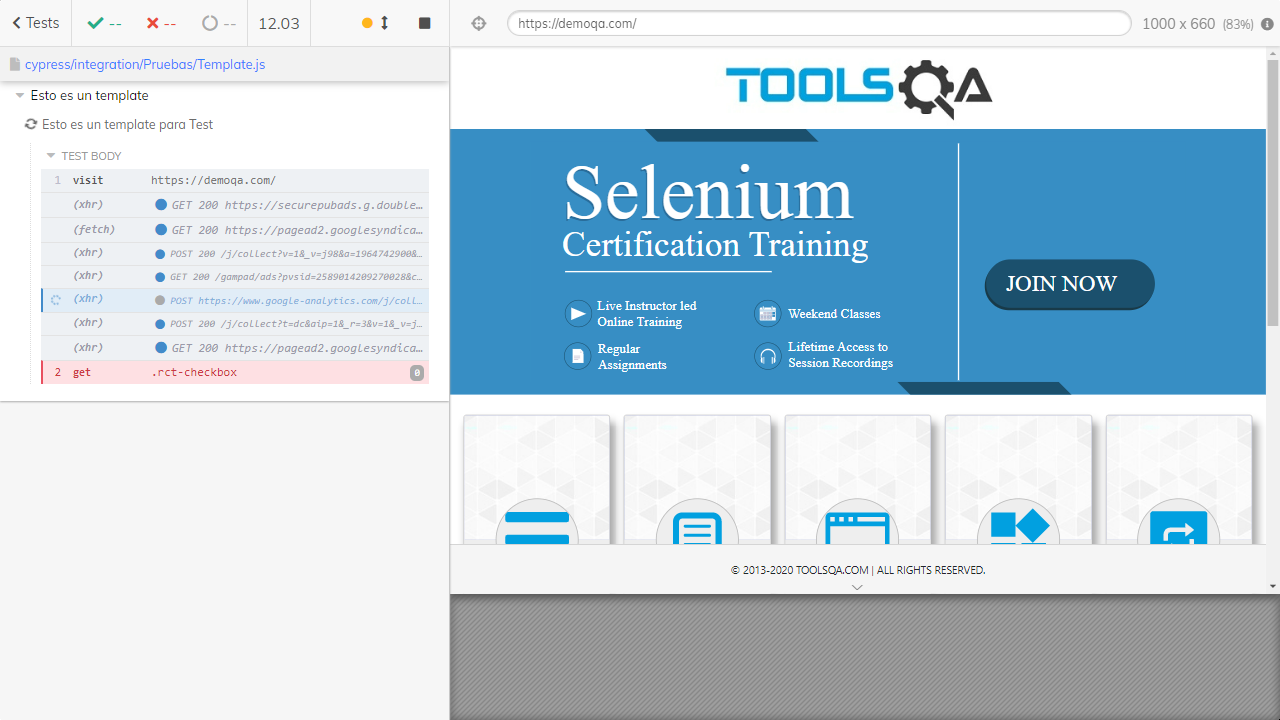 Tests
--
--
--
12.03
https://demoqa.com/
1000 x 660 (83%)
cypress/integration/Pruebas/Template.js
Esto es un template
Esto es un template para Test
TEST BODY
1 visit https://demoqa.com/
(xhr) GET 200 https://securepubads.g.double...
(fetch) GET 200 https://pagead2.googlesyndica...
(xhr) POST 200 /j/collect?v=1&_v=j98&a=1964742900&...
(xhr) GET 200 /gampad/ads?pvsid=2589014209270028&c...
(xhr) POST https://www.google-analytics.com/j/coll...
(xhr) POST 200 /j/collect?t=dc&aip=1&_r=3&v=1&_v=j...
(xhr) GET 200 https://pagead2.googlesyndica...
2 get .rct-checkbox 0
TOOLSQA
Selenium
Certification Training
Live Instructor led
Online Training
Weekend Classes
Regular
Assignments
Lifetime Access to
Session Recordings
JOIN NOW
© 2013-2020 TOOLSQA.COM | ALL RIGHTS RESERVED.